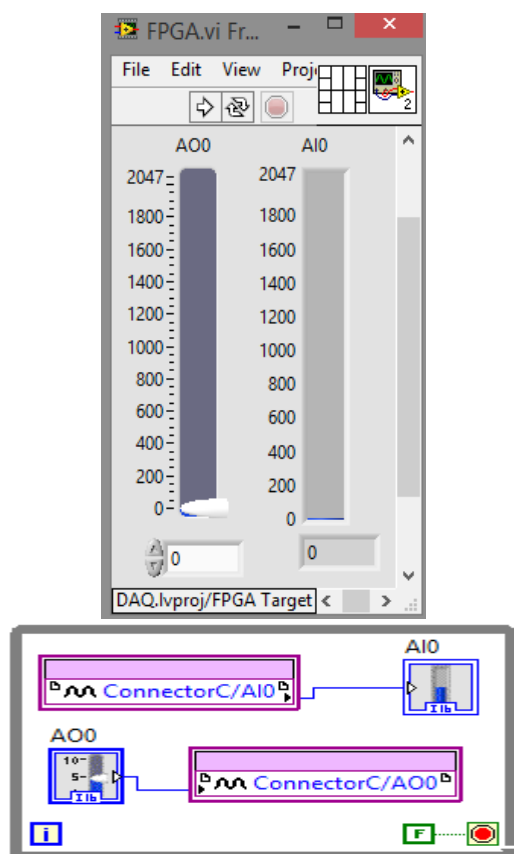 FPGA.vi Fr...
File Edit View Proje
2
AO0 AI0
2047 2047
1800 1800
1600 1600
1400 1400
1200 1200
1000 1000
800 800
600 600
400 400
200 200
0 0
0 0
DAQ.lvproj/FPGA Target
AI0
ConnectorC/AI0
I16
AO0
10
5
I16
ConnectorC/AO0
i F